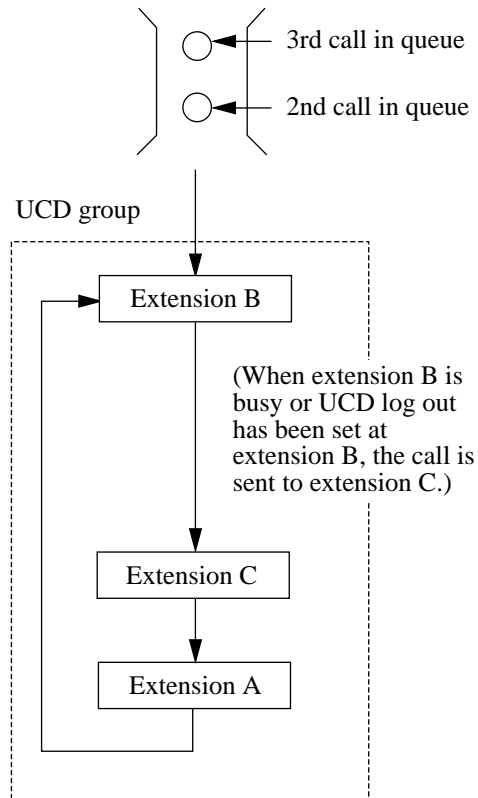 3rd call in queue
2nd call in queue
UCD group
Extension B
(When extension B is
busy or UCD log out
has been set at
extension B, the call is
sent to extension C.)
Extension C
Extension A